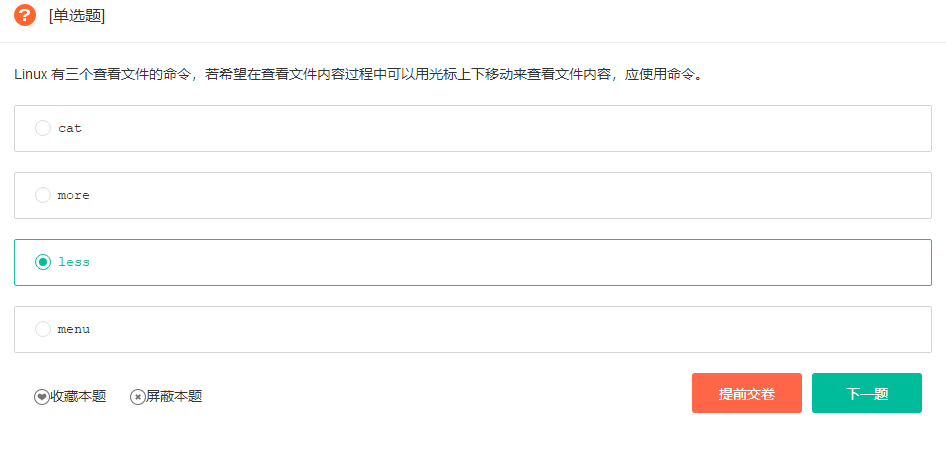 ? [单选题]
Linux 有三个查看文件的命令，若希望在查看文件内容过程中可以用光标上下移动来查看文件内容，应使用命令。
cat
more
less
menu
收藏本题 屏蔽本题 提前交卷 下一题